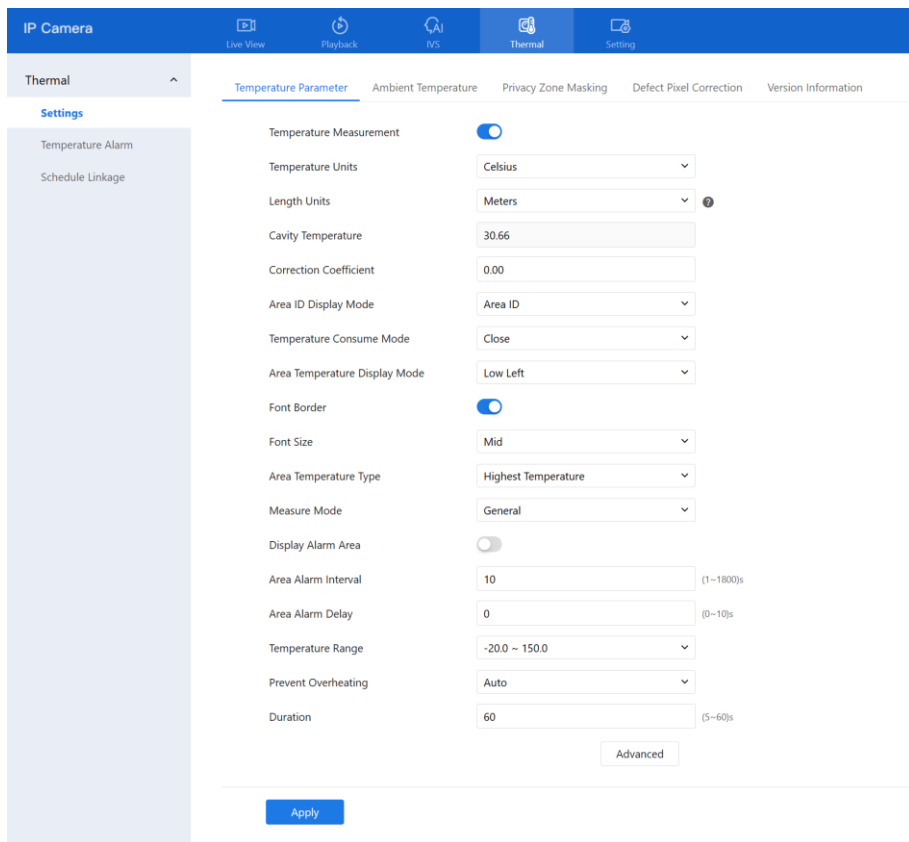 IP Camera
Live View
Playback
AI
IVS
Thermal
Setting
Thermal
Settings
Temperature Alarm
Schedule Linkage
Temperature Parameter Ambient Temperature Privacy Zone Masking Defect Pixel Correction Version Information
Temperature Measurement
Temperature Units Celsius
Length Units Meters ?
Cavity Temperature 30.66
Correction Coefficient 0.00
Area ID Display Mode Area ID
Temperature Consume Mode Close
Area Temperature Display Mode Low Left
Font Border
Font Size Mid
Area Temperature Type Highest Temperature
Measure Mode General
Display Alarm Area
Area Alarm Interval 10 (1~1800)s
Area Alarm Delay 0 (0~10)s
Temperature Range -20.0 ~ 150.0
Prevent Overheating Auto
Duration 60 (5~60)s
Advanced
Apply